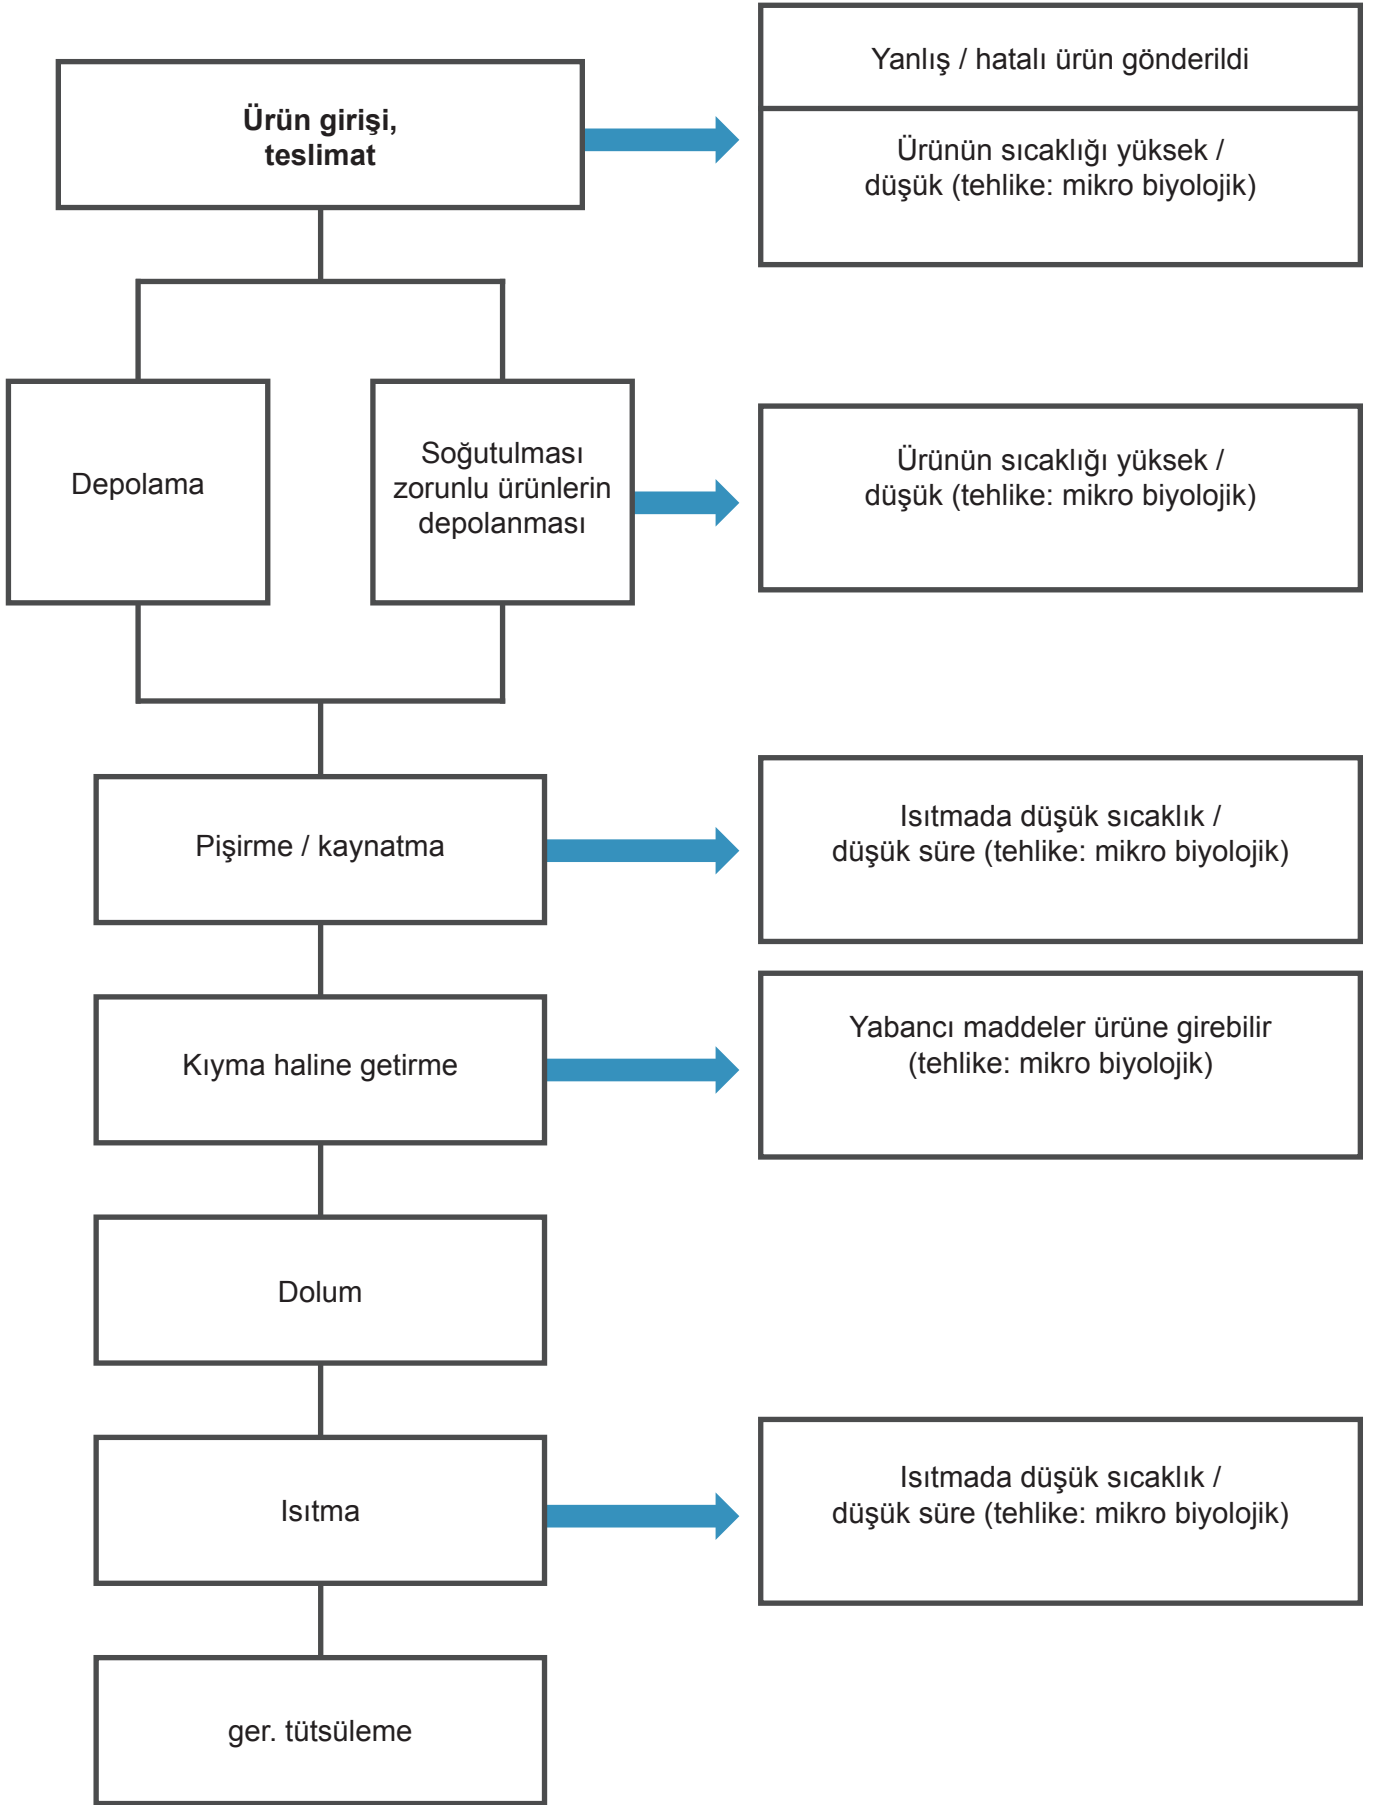 Yanlış / hatalı ürün gönderildi
Ürün girişi,
teslimat
Ürünün sıcaklığı yüksek /
düşük (tehlike: mikro biyolojik)
Depolama
Soğutulması
zorunlu ürünlerin
depolanması
Ürünün sıcaklığı yüksek /
düşük (tehlike: mikro biyolojik)
Pişirme / kaynatma
Isıtmada düşük sıcaklık /
düşük süre (tehlike: mikro biyolojik)
Kıyma haline getirme
Yabancı maddeler ürüne girebilir
(tehlike: mikro biyolojik)
Dolum
Isıtma
Isıtmada düşük sıcaklık /
düşük süre (tehlike: mikro biyolojik)
ger. tütsüleme